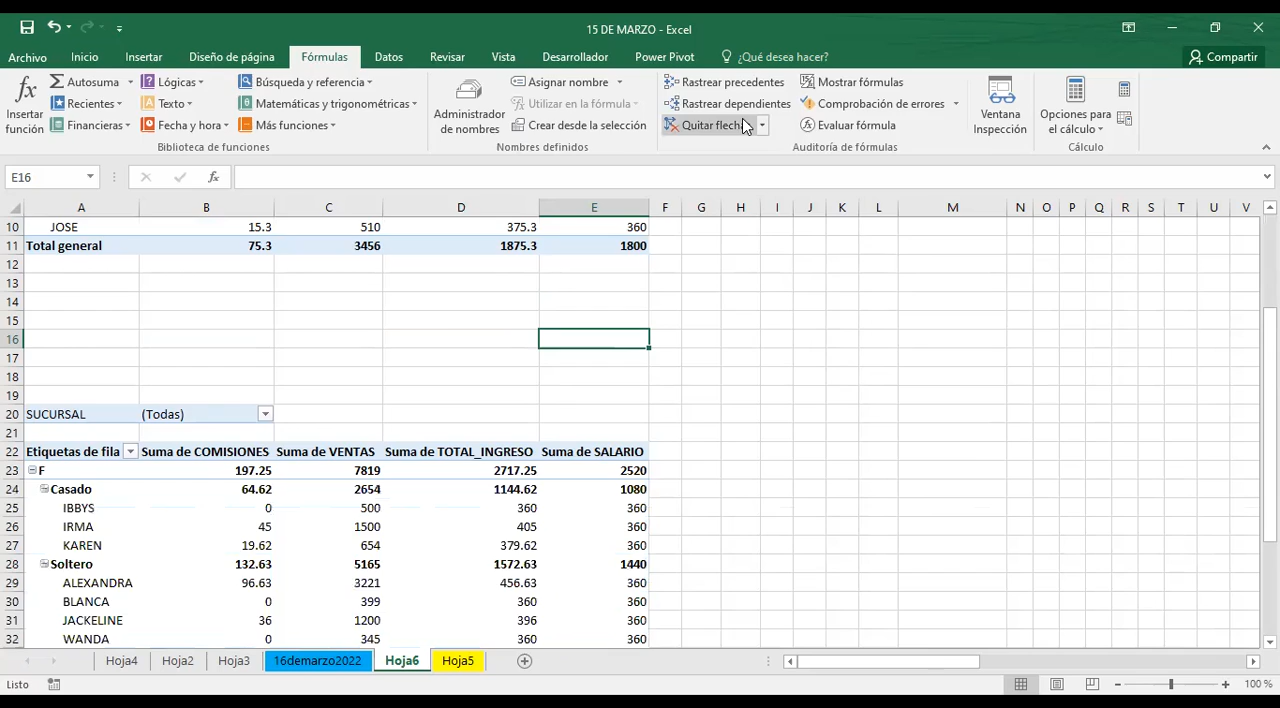 15 DE MARZO - Excel
Archivo Inicio Insertar Diseño de página Fórmulas Datos Revisar Vista Desarrollador Power Pivot ¿Qué desea hacer? Compartir
fx Insertar función
Autosuma Lógicas Búsqueda y referencia
Recientes Texto Matemáticas y trigonométricas
Financieras Fecha y hora Más funciones
Biblioteca de funciones
Administrador de nombres
Asignar nombre
Utilizar en la fórmula
Crear desde la selección
Nombres definidos
Rastrear precedentes Mostrar fórmulas
Rastrear dependientes Comprobación de errores
Quitar flech Evaluar fórmula
Auditoría de fórmulas
Ventana Inspección
Opciones para el cálculo
Cálculo
E16 fx
A B C D E F G H I J K L M N O P Q R S T U V
10 JOSE 15.3 510 375.3 360
11 Total general 75.3 3456 1875.3 1800
12
13
14
15
16
17
18
19
20 SUCURSAL (Todas)
21
22 Etiquetas de fila Suma de COMISIONES Suma de VENTAS Suma de TOTAL_INGRESO Suma de SALARIO
23 F 197.25 7819 2717.25 2520
24 Casado 64.62 2654 1144.62 1080
25 IBBYS 0 500 360 360
26 IRMA 45 1500 405 360
27 KAREN 19.62 654 379.62 360
28 Soltero 132.63 5165 1572.63 1440
29 ALEXANDRA 96.63 3221 456.63 360
30 BLANCA 0 399 360 360
31 JACKELINE 36 1200 396 360
32 WANDA 0 345 360 360
Hoja4 Hoja2 Hoja3 16demarzo2022 Hoja6 Hoja5
Listo 100 %